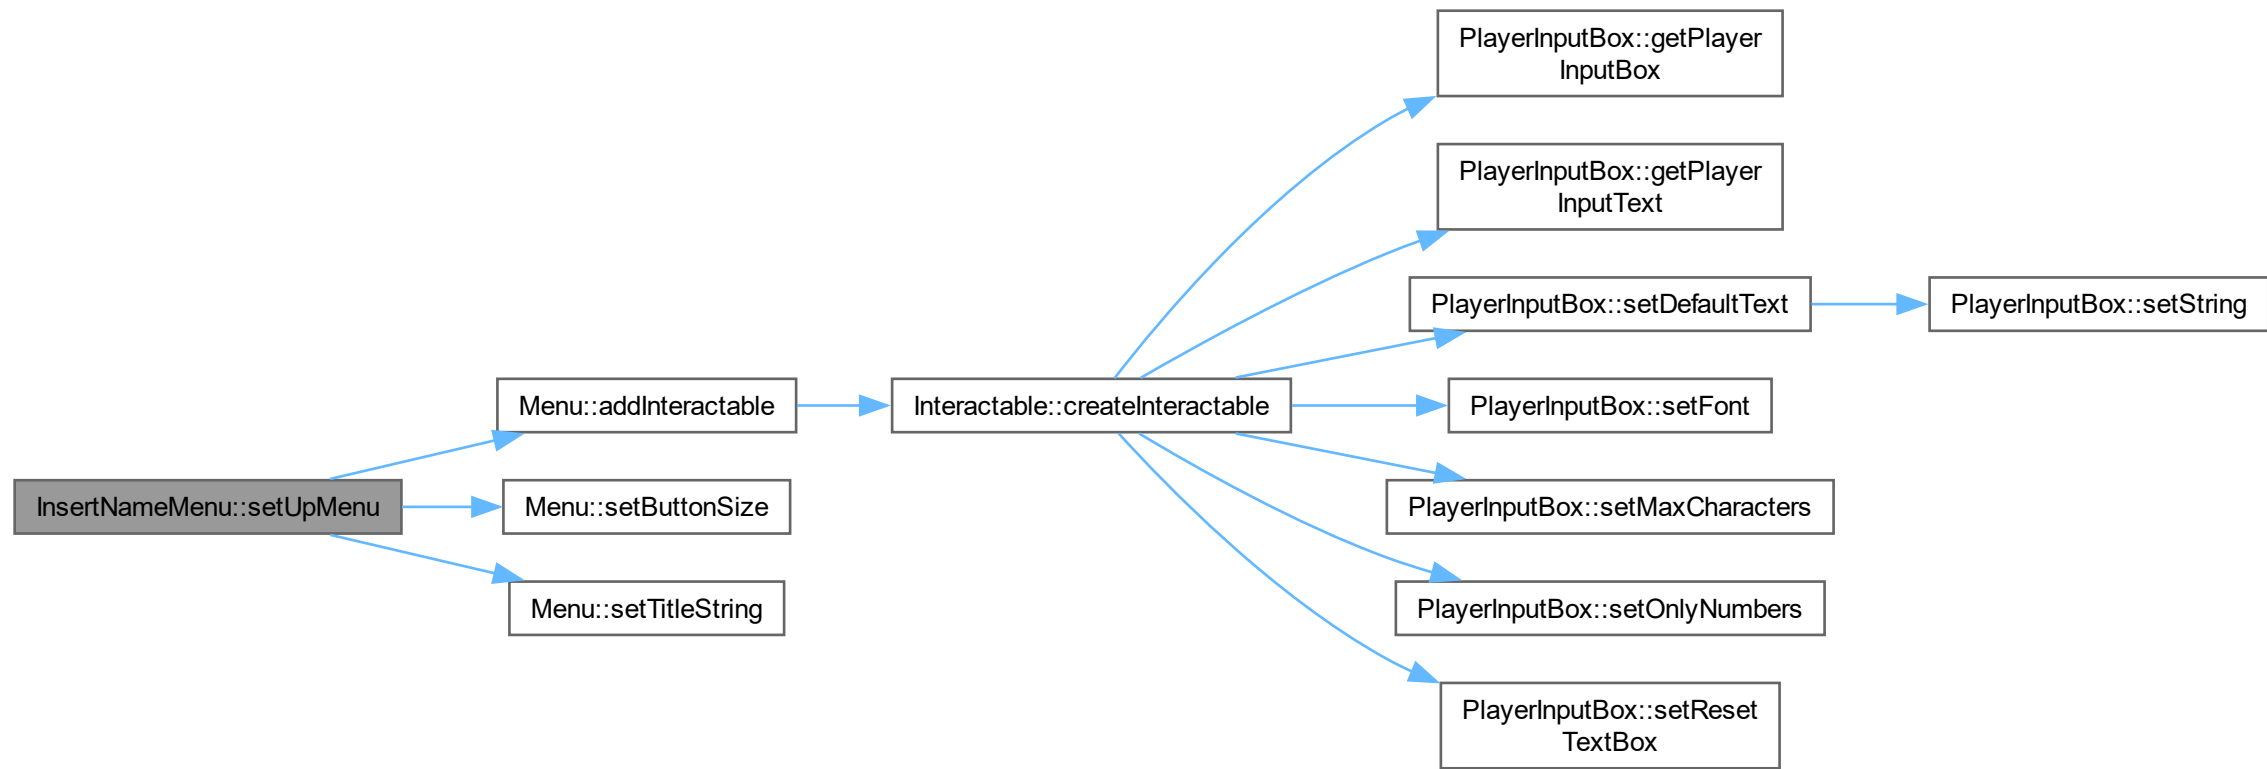 PlayerInputBox::getPlayer
InputBox
PlayerInputBox::getPlayer
InputText
PlayerInputBox::setDefaultText
PlayerInputBox::setString
Menu::addInteractable
Interactable::createInteractable
PlayerInputBox::setFont
InsertNameMenu::setUpMenu
Menu::setButtonSize
PlayerInputBox::setMaxCharacters
Menu::setTitleString
PlayerInputBox::setOnlyNumbers
PlayerInputBox::setReset
TextBox